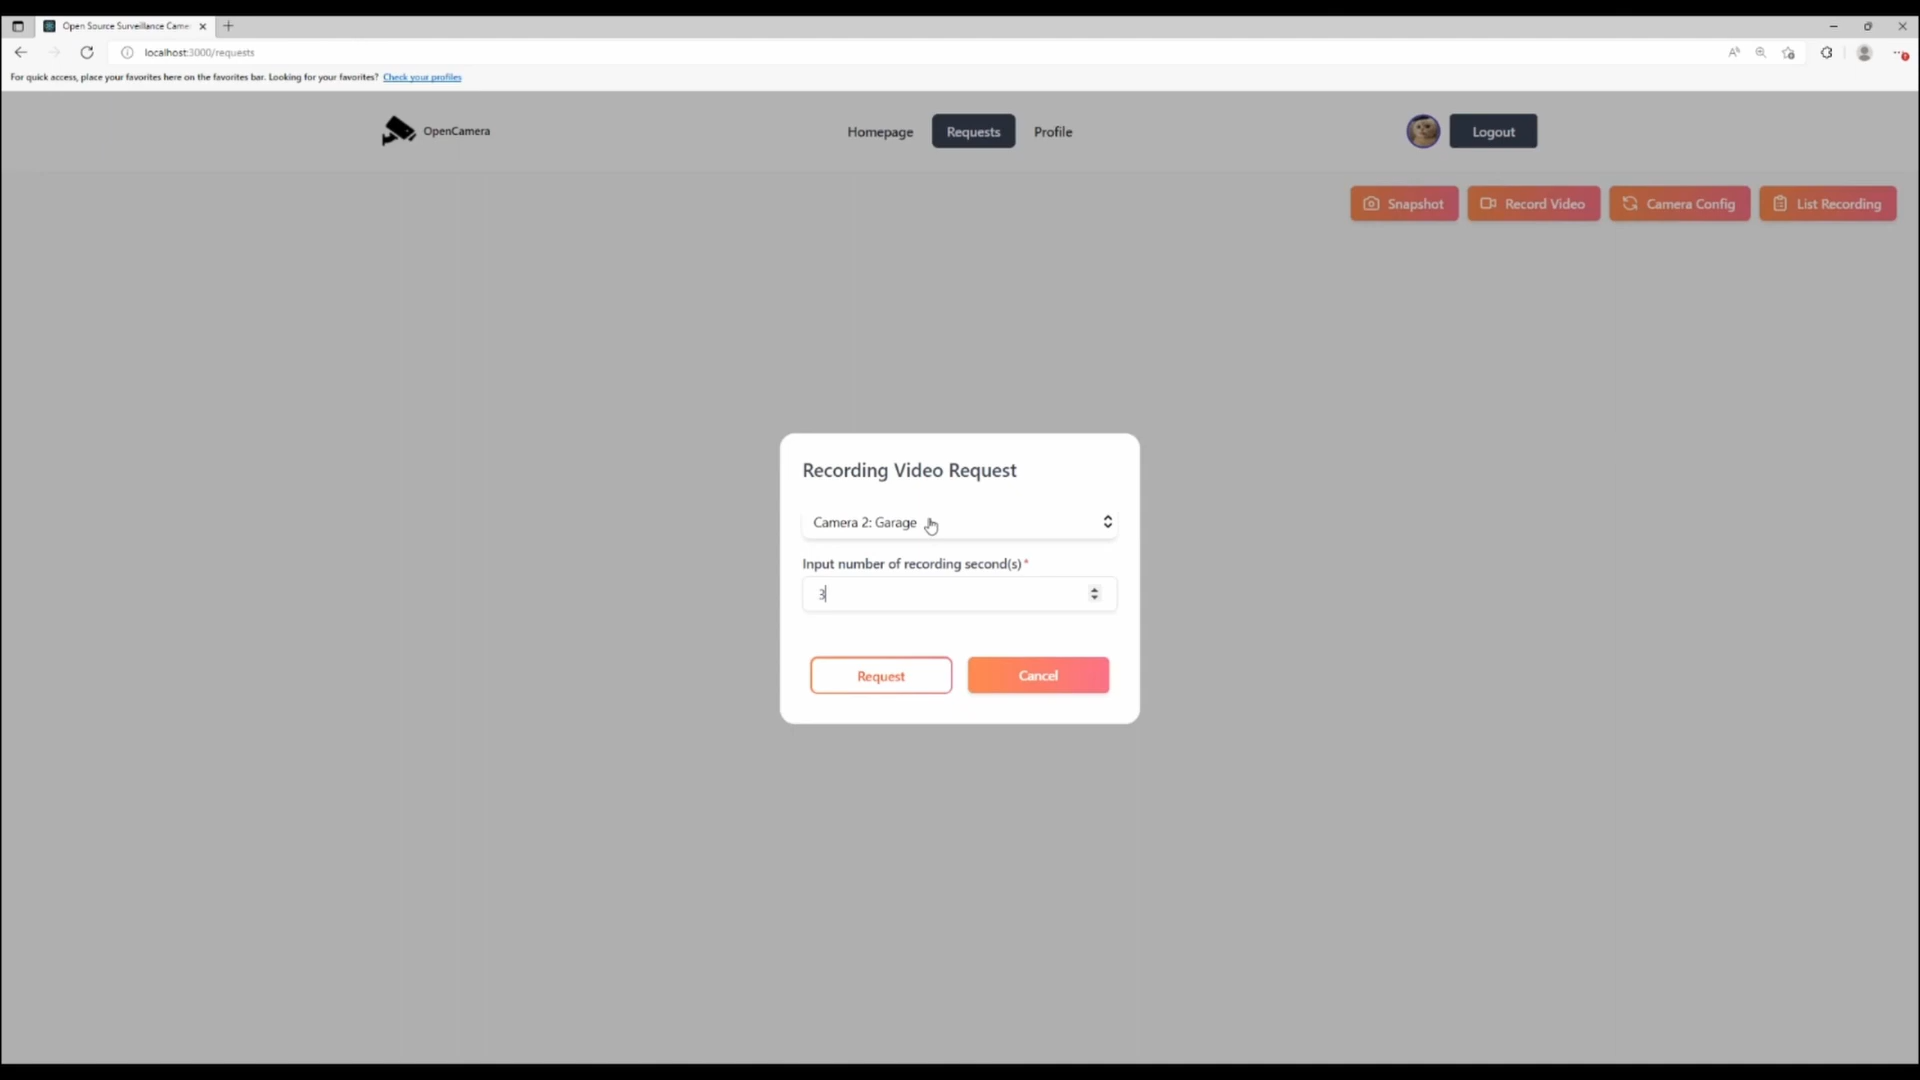 Open Source Surveillance Came
localhost:3000/requests
For quick access, place your favorites here on the favorites bar. Looking for your favorites? Check your profiles
OpenCamera
Homepage
Requests
Profile
Logout
Snapshot
Record Video
Camera Config
List Recording
Recording Video Request
Camera 2: Garage
Input number of recording second(s)*
3
Request
Cancel